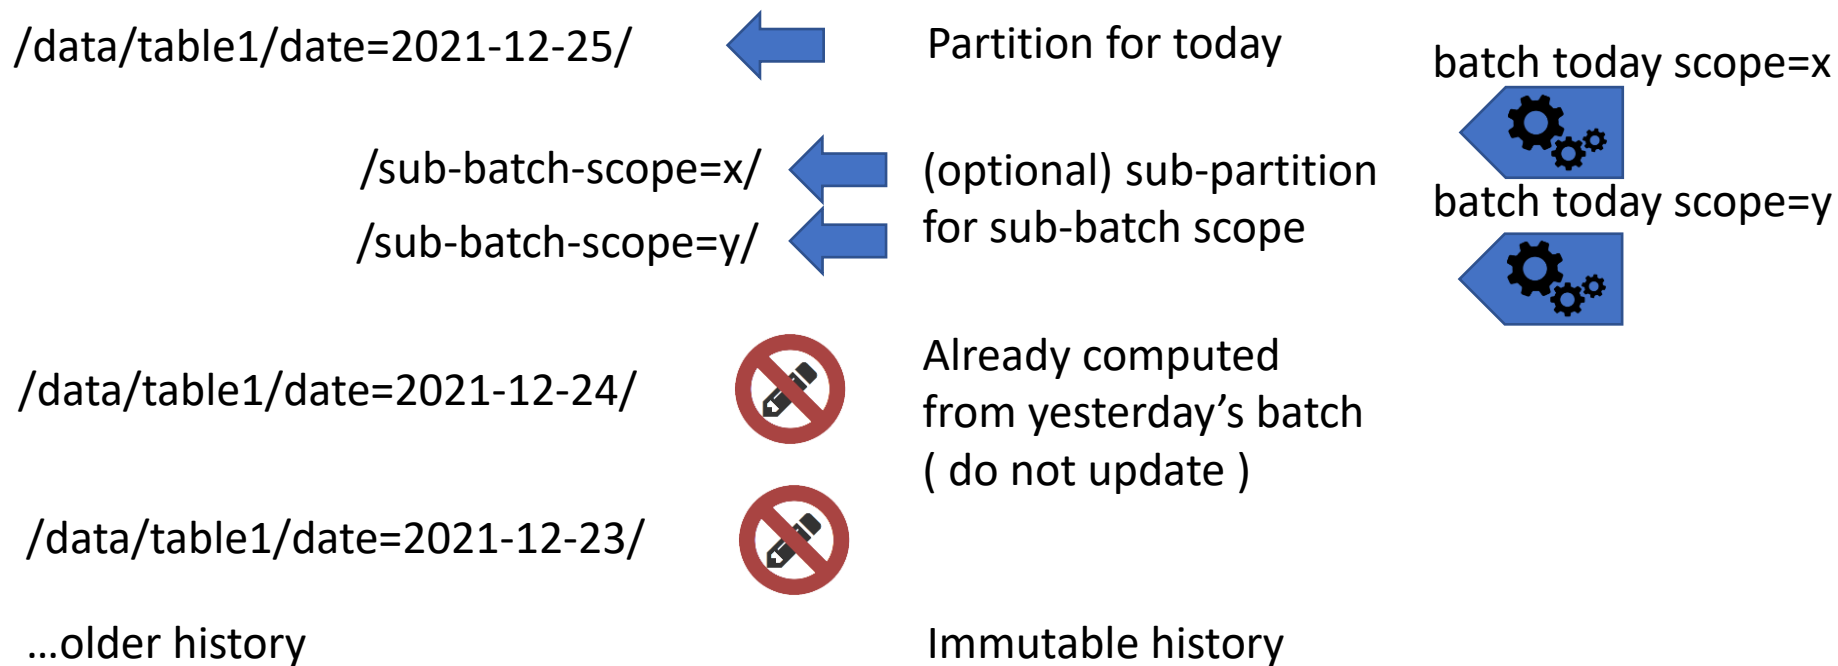 /data/table1/date=2021-12-25/
Partition for today
batch today scope=x
/sub-batch-scope=x/
(optional) sub-partition
for sub-batch scope
/sub-batch-scope=y/
batch today scope=y
/data/table1/date=2021-12-24/
Already computed
from yesterday’s batch
( do not update )
/data/table1/date=2021-12-23/
…older history
Immutable history